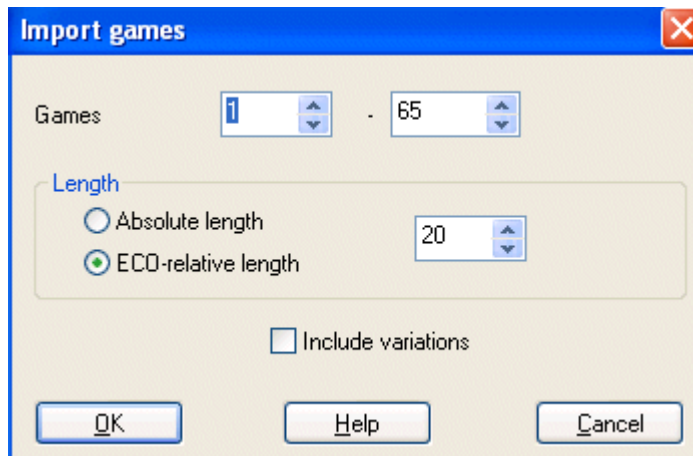 Import games
Games 1 - 65
Length
Absolute length
20
ECO-relative length
Include variations
OK Help Cancel